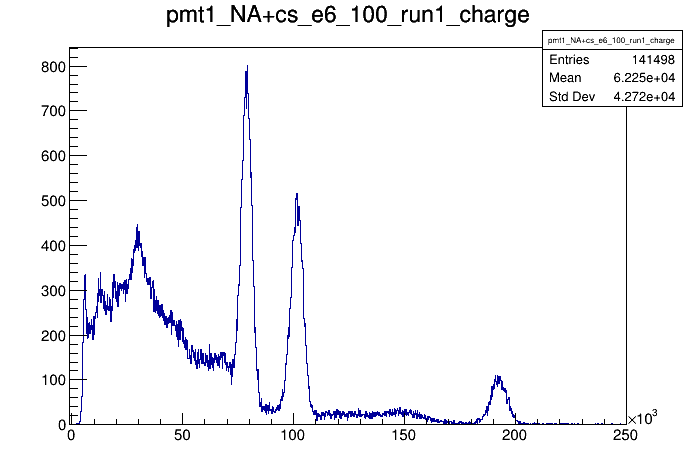 pmt1_NA+cs_e6_100_run1_charge
pmt1_NA+cs_e6_100_run1_charge
Entries 141498
Mean 6.225e+04
Std Dev 4.272e+04
800
700
600
500
400
300
200
100
0
0 50 100 150 200 250
×10³